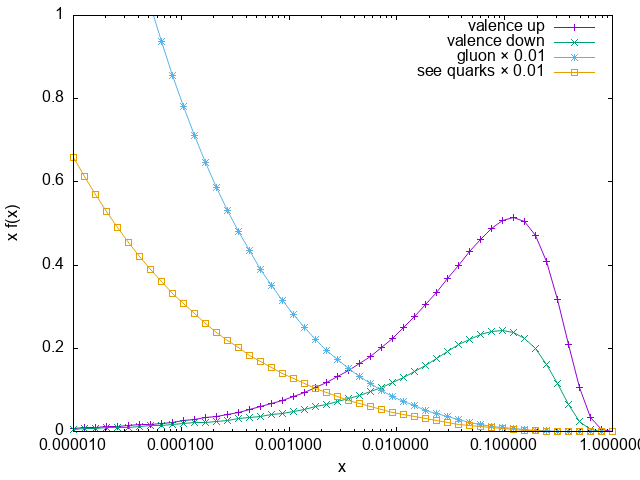 valence up
valence down
gluon × 0.01
see quarks × 0.01
1
0.8
0.6
0.4
0.2
0
x f(x)
0.000010
0.000100
0.001000
0.010000
0.100000
1.000000
x